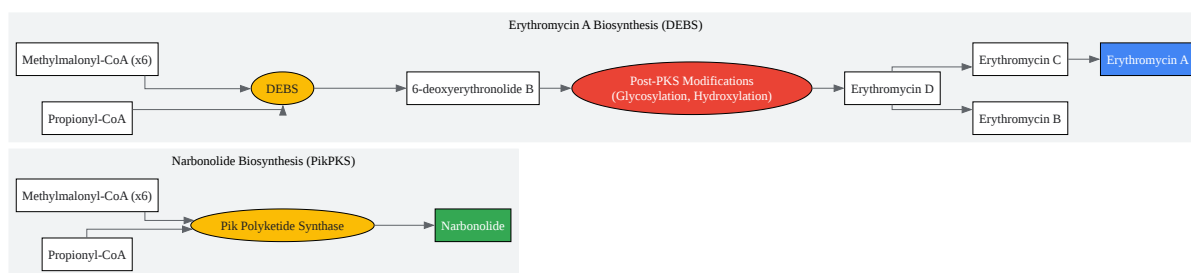 Erythromycin A Biosynthesis (DEBS)
Methylmalonyl-CoA (x6)
Propionyl-CoA
DEBS
6-deoxyerythronolide B
Post-PKS Modifications
(Glycosylation, Hydroxylation)
Erythromycin D
Erythromycin C
Erythromycin A
Erythromycin B
Narbonolide Biosynthesis (PikPKS)
Methylmalonyl-CoA (x6)
Propionyl-CoA
Pik Polyketide Synthase
Narbonolide